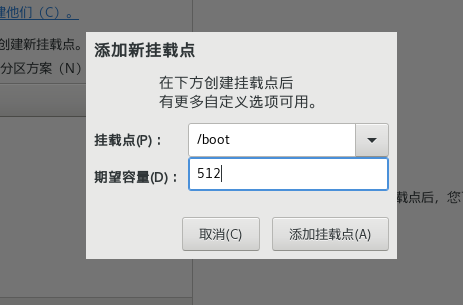 建他们（C）。
创建新挂载点。
分区方案（N）
添加新挂载点
在下方创建挂载点后
有更多自定义选项可用。
挂载点(P)： /boot
期望容量(D)： 512
载点后，您
取消(C) 添加挂载点(A)